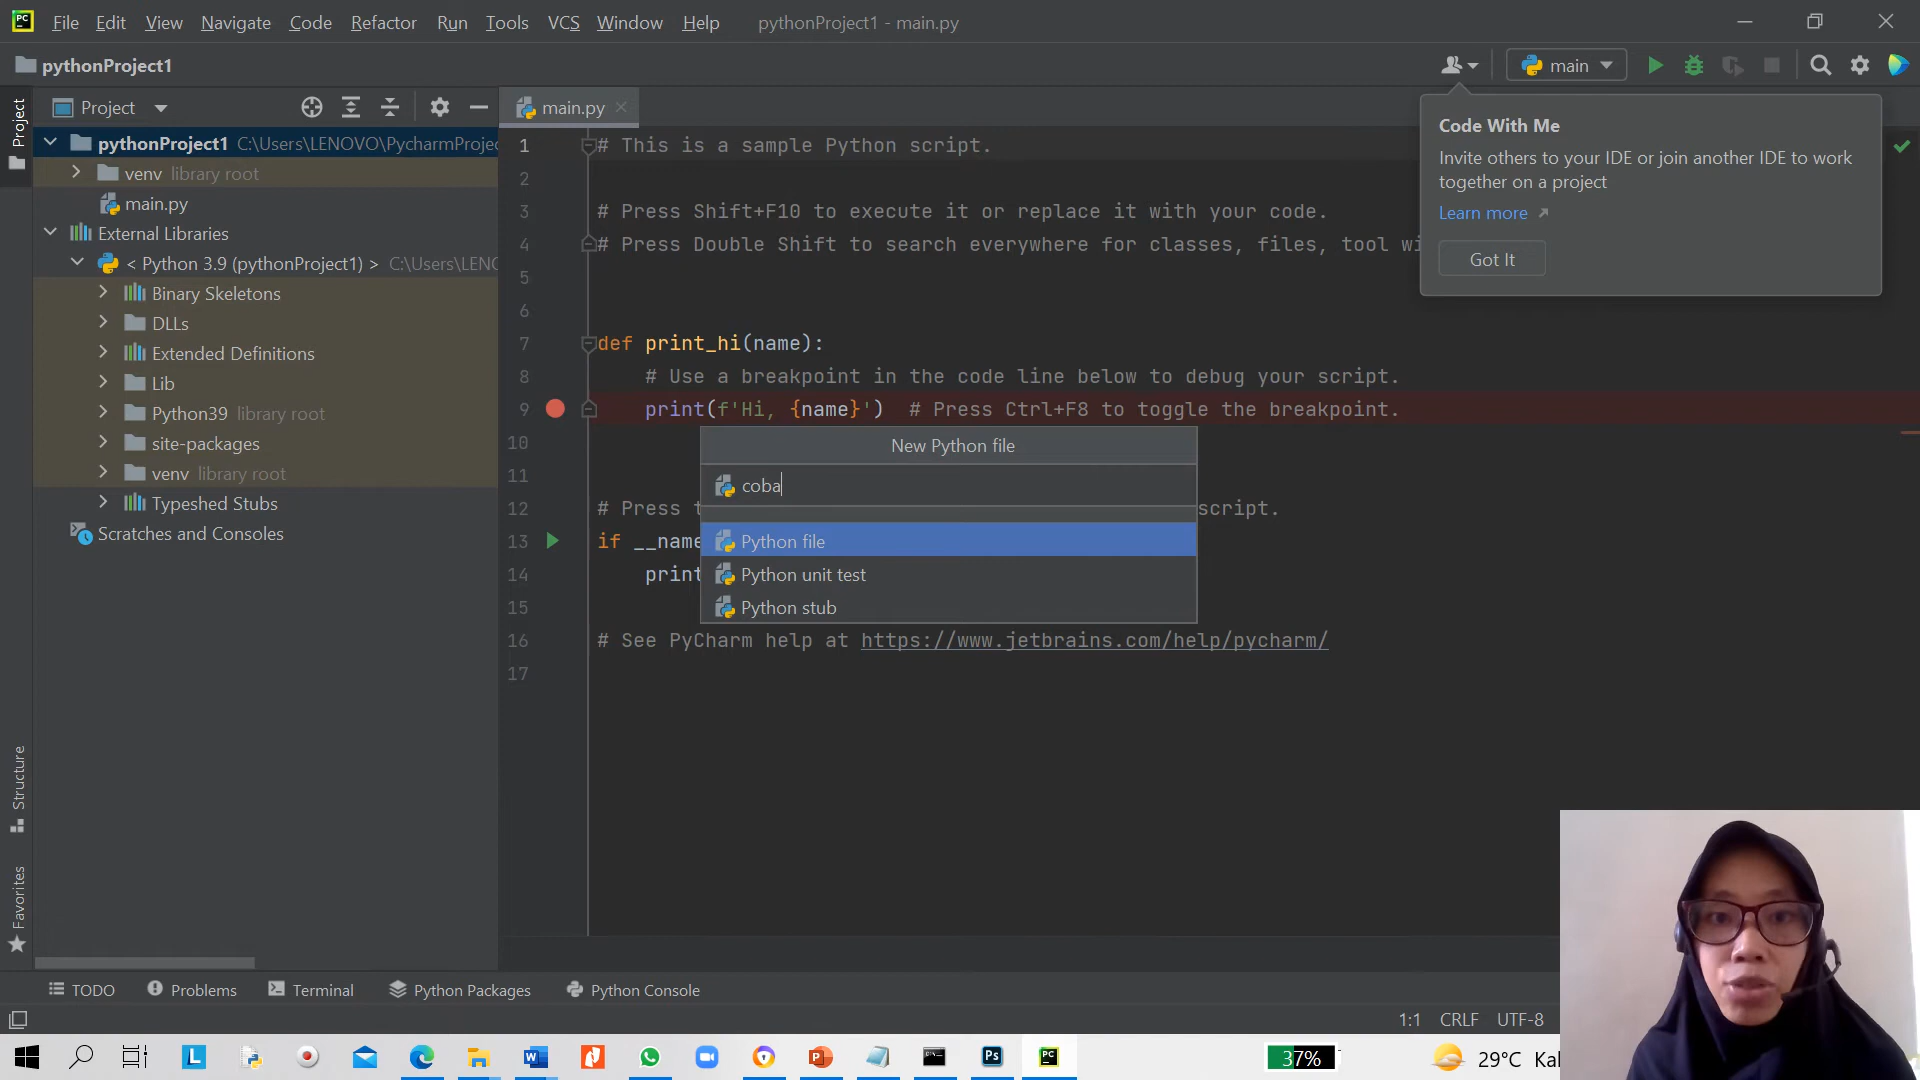 PC File Edit View Navigate Code Refactor Run Tools VCS Window Help pythonProject1 - main.py
pythonProject1 main
Project main.py
Project
pythonProject1 C:\Users\LENOVO\PycharmProjec
venv library root
main.py
External Libraries
< Python 3.9 (pythonProject1) > C:\Users\LENO
Binary Skeletons
DLLs
Extended Definitions
Lib
Python39 library root
site-packages
venv library root
Typeshed Stubs
Scratches and Consoles
Structure
Favorites
1 # This is a sample Python script.
2
3 # Press Shift+F10 to execute it or replace it with your code.
4 # Press Double Shift to search everywhere for classes, files, tool wi
5
6
7 def print_hi(name):
8 # Use a breakpoint in the code line below to debug your script.
9 print(f'Hi, {name}') # Press Ctrl+F8 to toggle the breakpoint.
10
11
12 # Press script.
13 if __name
14 print
15
16 # See PyCharm help at https://www.jetbrains.com/help/pycharm/
17
New Python file
coba
Python file
Python unit test
Python stub
Code With Me
Invite others to your IDE or join another IDE to work
together on a project
Learn more
Got It
TODO Problems Terminal Python Packages Python Console
1:1 CRLF UTF-8
37% 29°C Kal